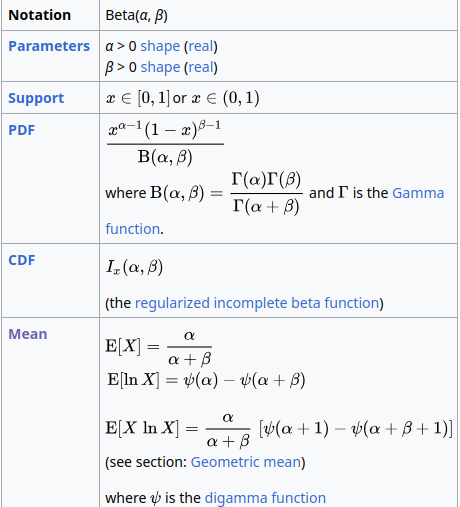 Notation Beta(α, β)
Parameters α > 0 shape (real)
β > 0 shape (real)
Support x ∈ [0, 1] or x ∈ (0, 1)
PDF x^{α−1}(1 − x)^{β−1} / B(α, β)
where B(α, β) = Γ(α)Γ(β) / Γ(α + β) and Γ is the Gamma
function.
CDF I_x(α, β)
(the regularized incomplete beta function)
Mean E[X] = α / (α + β)
E[ln X] = ψ(α) − ψ(α + β)
E[X ln X] = α / (α + β) [ψ(α + 1) − ψ(α + β + 1)]
(see section: Geometric mean)
where ψ is the digamma function